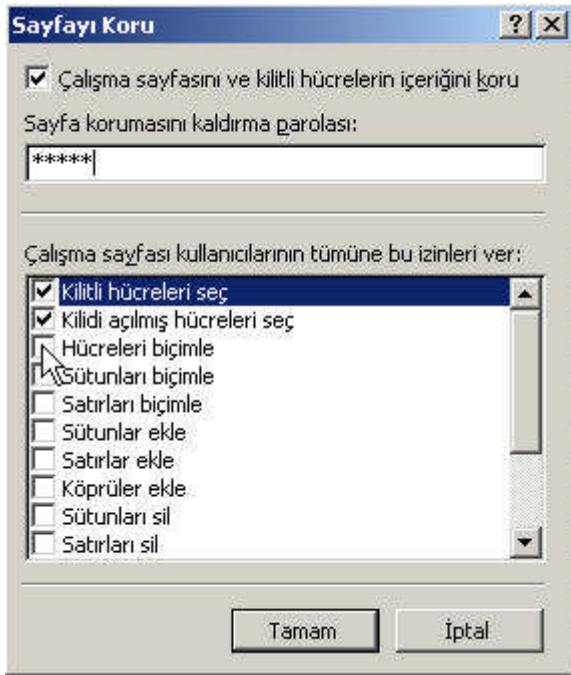 Sayfayı Koru
Çalışma sayfasını ve kilitli hücrelerin içeriğini koru
Sayfa korumasını kaldırma parolası:
*****
Çalışma sayfası kullanıcılarının tümüne bu izinleri ver:
Kilitli hücreleri seç
Kilidi açılmış hücreleri seç
Hücreleri biçimle
Sütunları biçimle
Satırları biçimle
Sütunlar ekle
Satırlar ekle
Köprüler ekle
Sütunları sil
Satırları sil
Tamam
İptal